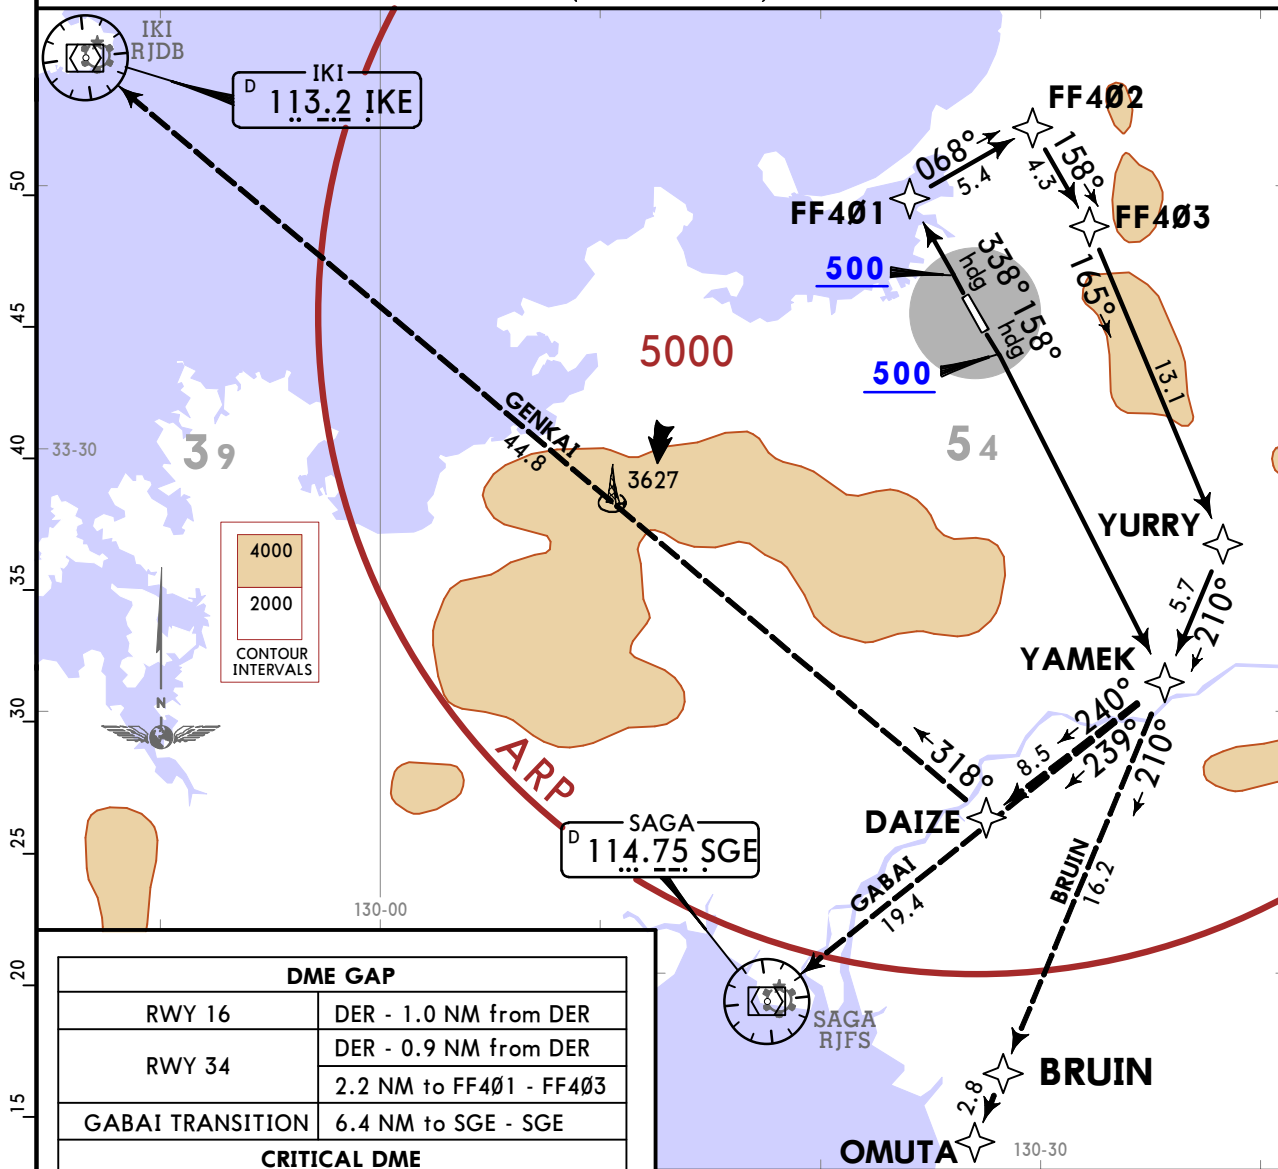 IKI
RJDB
IKI
D
113.2 IKE
FF4Ø2
068°
5.4
158°
4.3
FF4Ø1
FF4Ø3
50
500
338°
hdg
165°
158°
hdg
45
5000
500
13.1
GENKAI
44.8
40
33-30
39
54
3627
YURRY
4000
2000
CONTOUR
INTERVALS
35
5.7
210°
YAMEK
N
30
240°
8.5
239°
210°
318°
ARP
DAIZE
25
SAGA
D
114.75 SGE
GABAI
19.4
BRUIN
16.2
130-00
20
SAGA
RJFS
DME GAP
RWY 16
DER - 1.0 NM from DER
RWY 34
DER - 0.9 NM from DER
2.2 NM to FF4Ø1 - FF4Ø3
GABAI TRANSITION
6.4 NM to SGE - SGE
CRITICAL DME
15
BRUIN
2.8
OMUTA
130-30